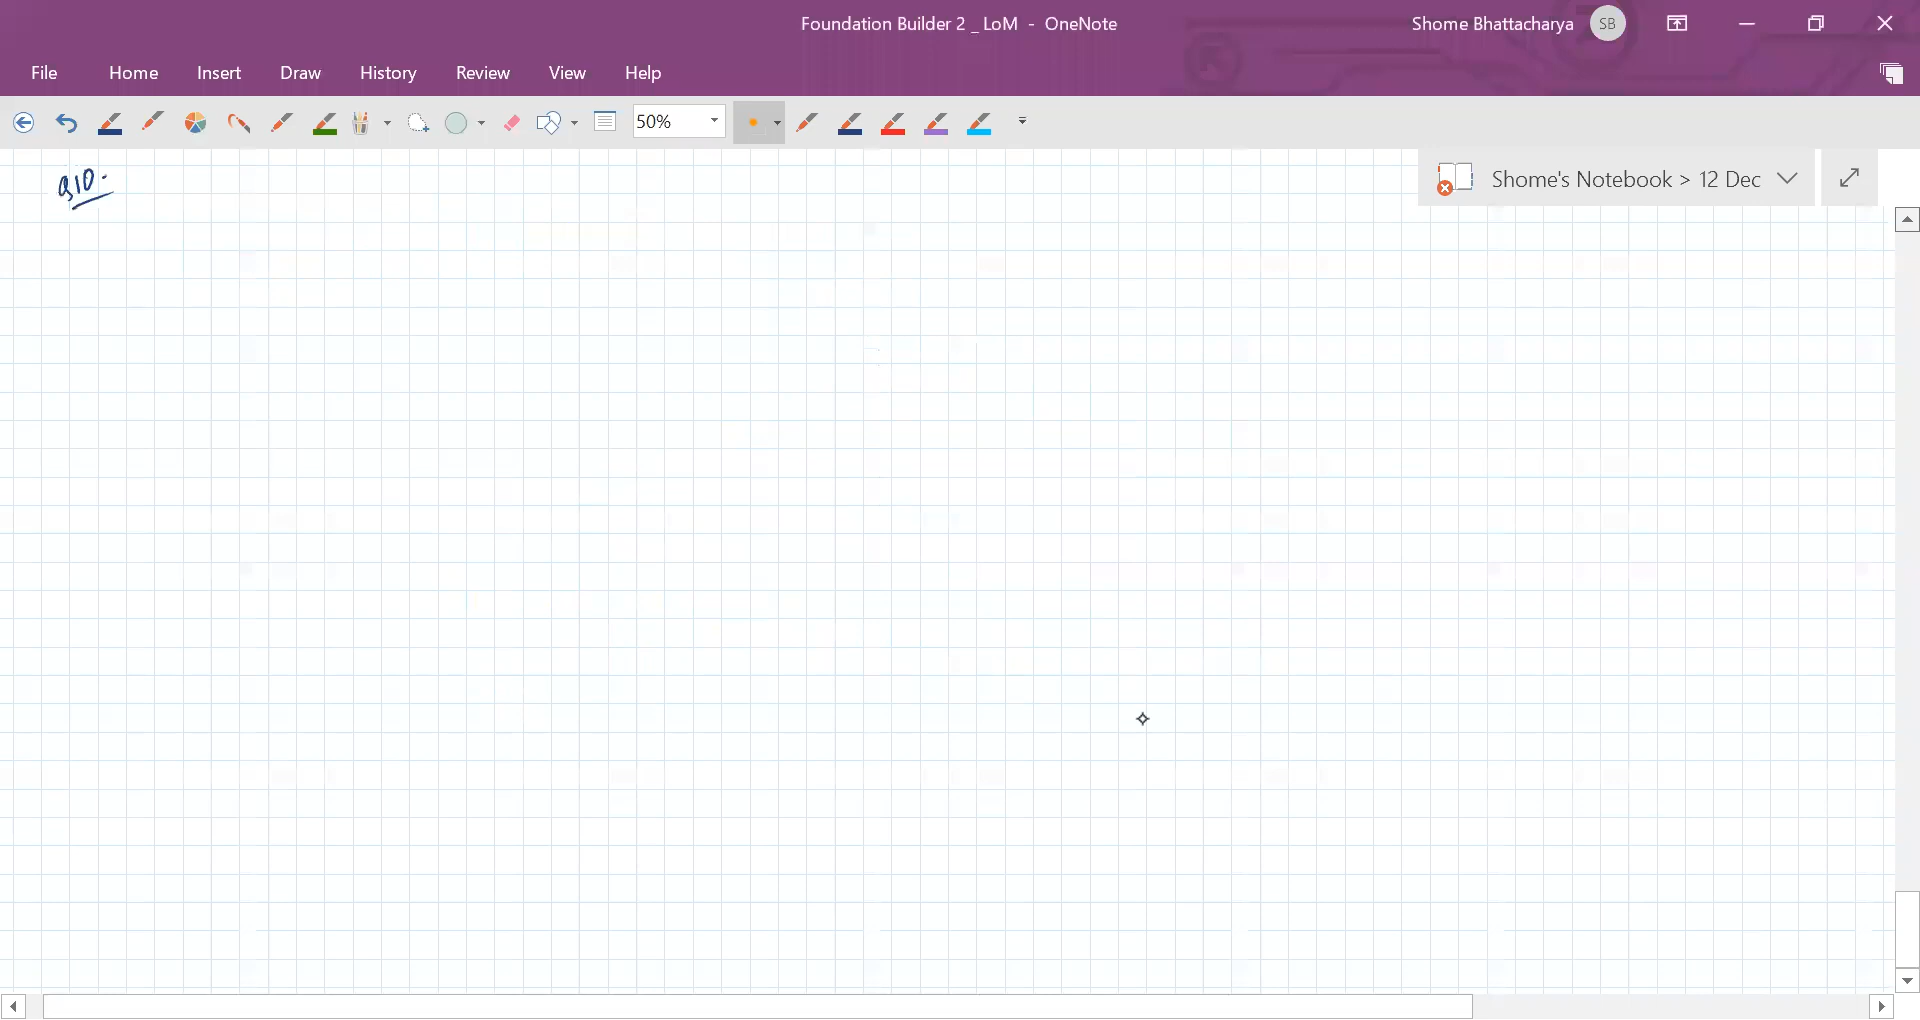 Foundation Builder 2 _ LoM - OneNote
Shome Bhattacharya SB
File Home Insert Draw History Review View Help
50%
Q10.
Shome's Notebook > 12 Dec